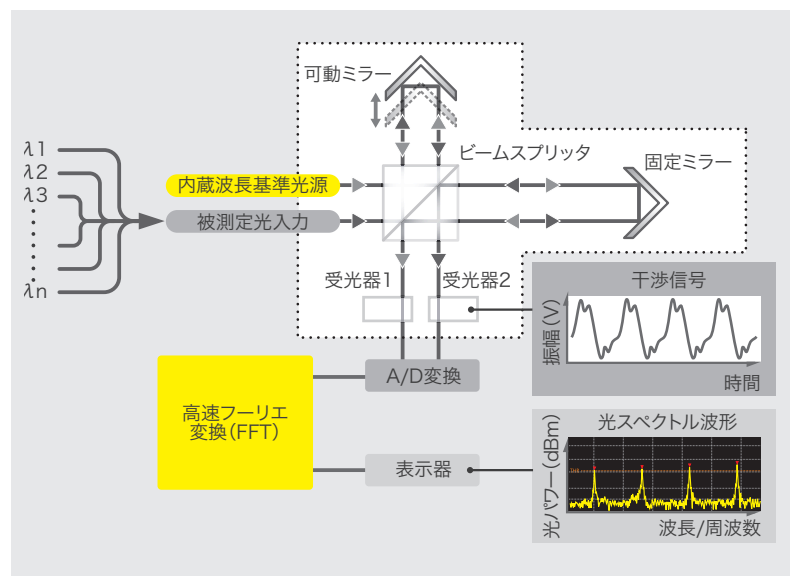 可動ミラー
ビームスプリッタ
固定ミラー
λ1
λ2
λ3
λn
内蔵波長基準光源
被測定光入力
受光器1
受光器2
干渉信号
振幅(V)
時間
A/D変換
高速フーリエ
変換(FFT)
表示器
光スペクトル波形
光パワー(dBm)
波長/周波数